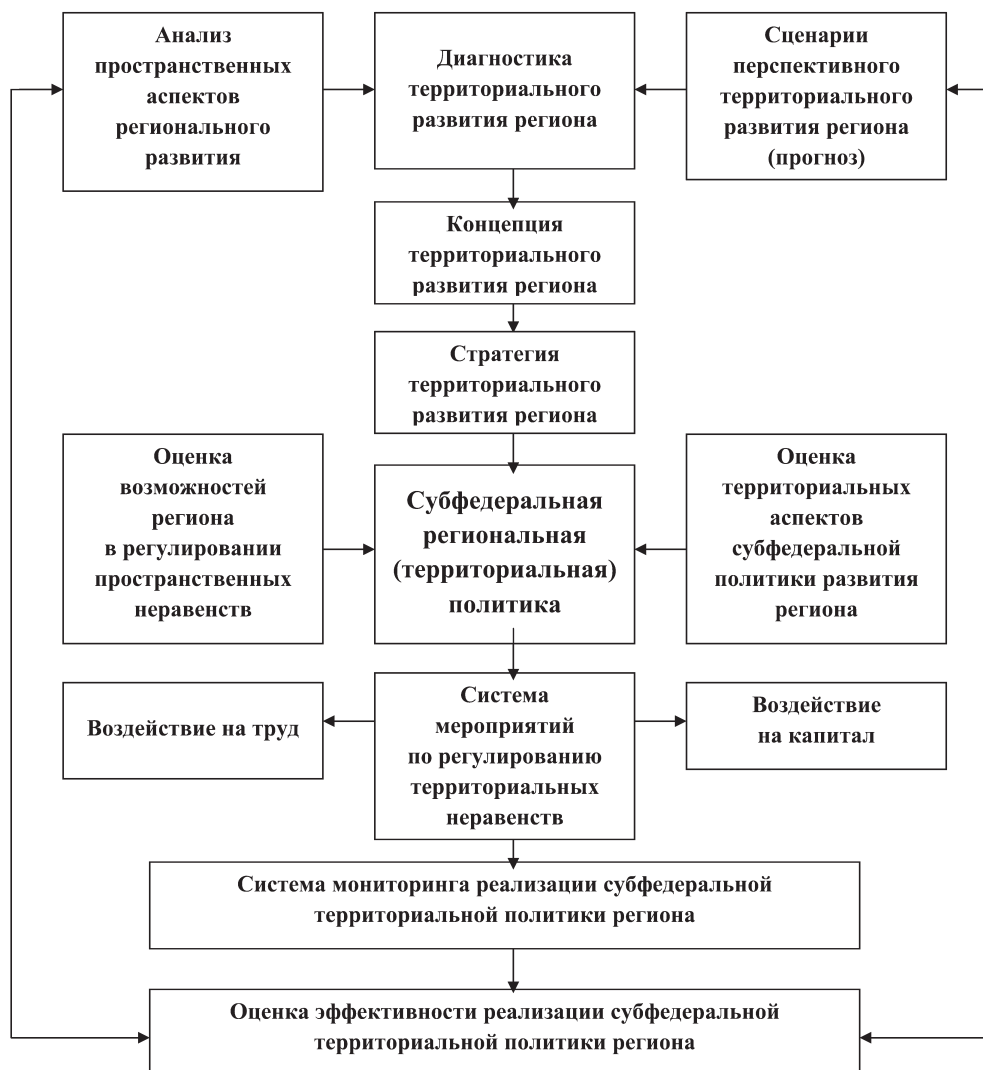 Анализ
пространственных
аспектов
регионального
развития
Диагностика
территориального
развития региона
Сценарии
перспективного
территориального
развития региона
(прогноз)
Концепция
территориального
развития региона
Стратегия
территориального
развития региона
Оценка
возможностей
региона
в регулировании
пространственных
неравенств
Субфедеральная
региональная
(территориальная)
политика
Оценка
территориальных
аспектов
субфедеральной
политики развития
региона
Воздействие на труд
Система
мероприятий
по регулированию
территориальных
неравенств
Воздействие
на капитал
Система мониторинга реализации субфедеральной
территориальной политики региона
Оценка эффективности реализации субфедеральной
территориальной политики региона